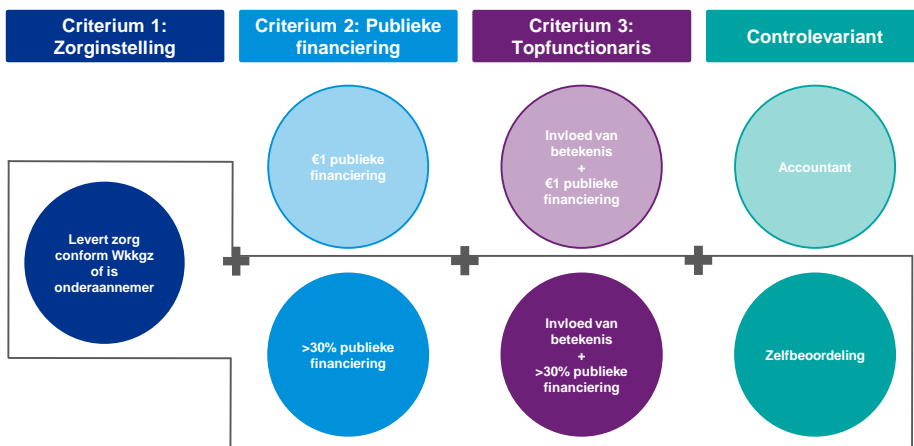 Criterium 1:
Zorginstelling
Criterium 2: Publieke
financiering
Criterium 3:
Topfunctionaris
Controlevariant
€1 publieke
financiering
Invloed van
betekenis
+
€1 publieke
financiering
Accountant
Levert zorg
conform Wkkgz
of is
onderaannemer
>30% publieke
financiering
Invloed van
betekenis
+
>30% publieke
financiering
Zelfbeoordeling